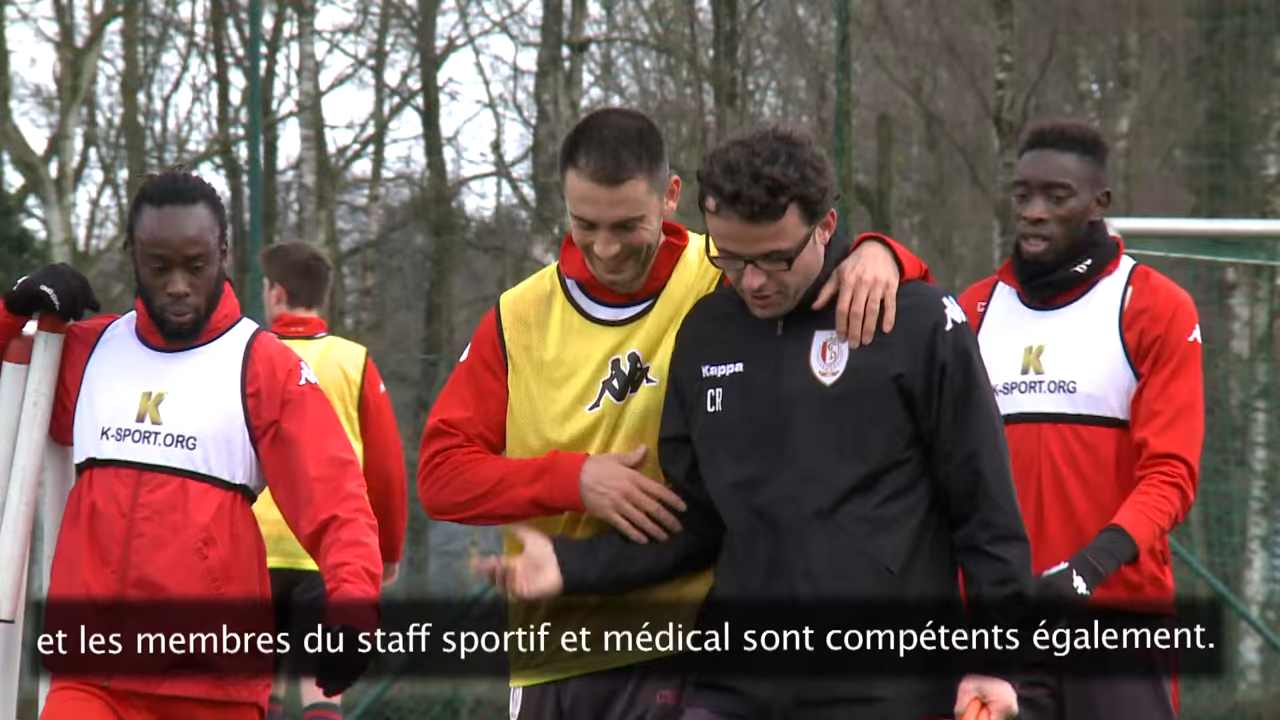 K
K-SPORT.ORG
Kappa
CR
K
K-SPORT.ORG
et les membres du staff sportif et médical sont compétents également.